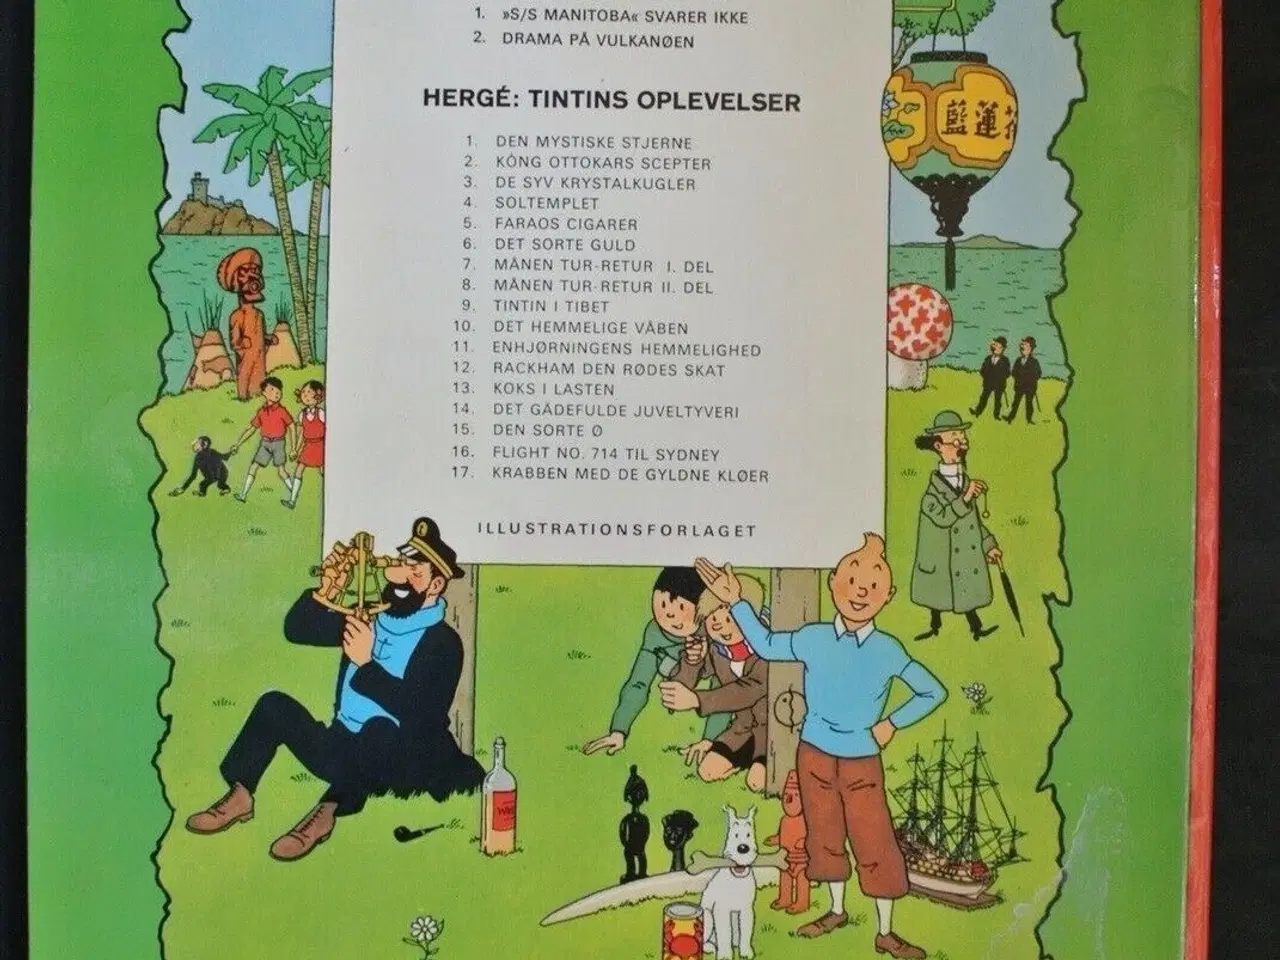 1. »S/S MANITOBA« SVARER IKKE
2. DRAMA PÅ VULKANØEN
HERGÉ: TINTINS OPLEVELSER
1. DEN MYSTISKE STJERNE
2. KONG OTTOKARS SCEPTER
3. DE SYV KRYSTALKUGLER
4. SOLTEMPLET
5. FARAOS CIGARER
6. DET SORTE GULD
7. MÅNEN TUR-RETUR I. DEL
8. MÅNEN TUR-RETUR II. DEL
9. TINTIN I TIBET
10. DET HEMMELIGE VÅBEN
11. ENHJØRNINGENS HEMMELIGHED
12. RACKHAM DEN RØDES SKAT
13. KOKS I LASTEN
14. DET GÅDEFULDE JUVELTYVERI
15. DEN SORTE Ø
16. FLIGHT NO. 714 TIL SYDNEY
17. KRABBEN MED DE GYLDNE KLØER
ILLUSTRATIONSFORLAGET
藍蓮花